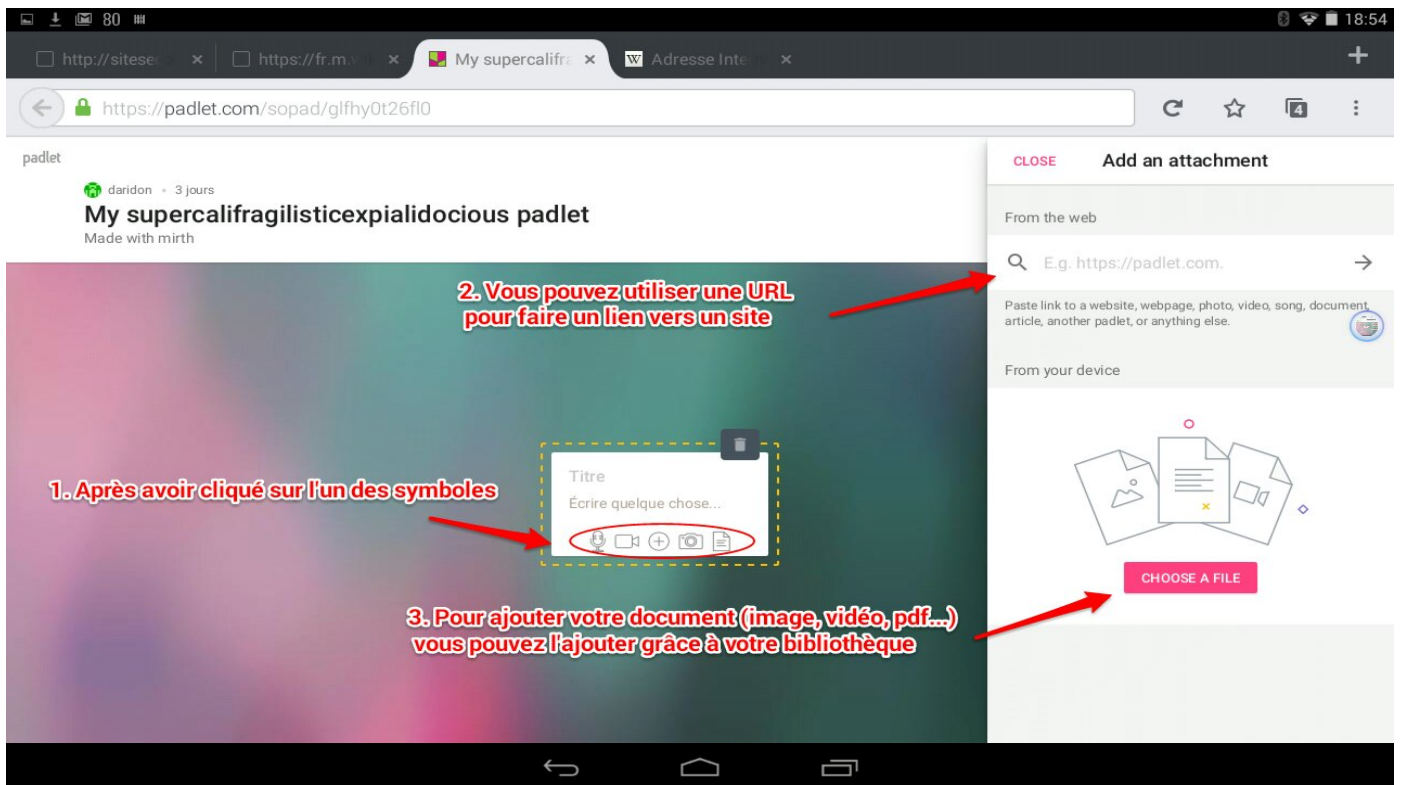 80
18:54
http://sitese
https://fr.m.
My supercalifra
Adresse Inte
https://padlet.com/sopad/glfhy0t26fl0
4
padlet
daridon • 3 jours
My supercalifragilisticexpialidocious padlet
Made with mirth
CLOSE Add an attachment
From the web
E.g. https://padlet.com.
Paste link to a website, webpage, photo, video, song, document,
article, another padlet, or anything else.
From your device
CHOOSE A FILE
2. Vous pouvez utiliser une URL
pour faire un lien vers un site
1. Après avoir cliqué sur l'un des symboles
Titre
Écrire quelque chose...
3. Pour ajouter votre document (image, vidéo, pdf...)
vous pouvez l'ajouter grâce à votre bibliothèque